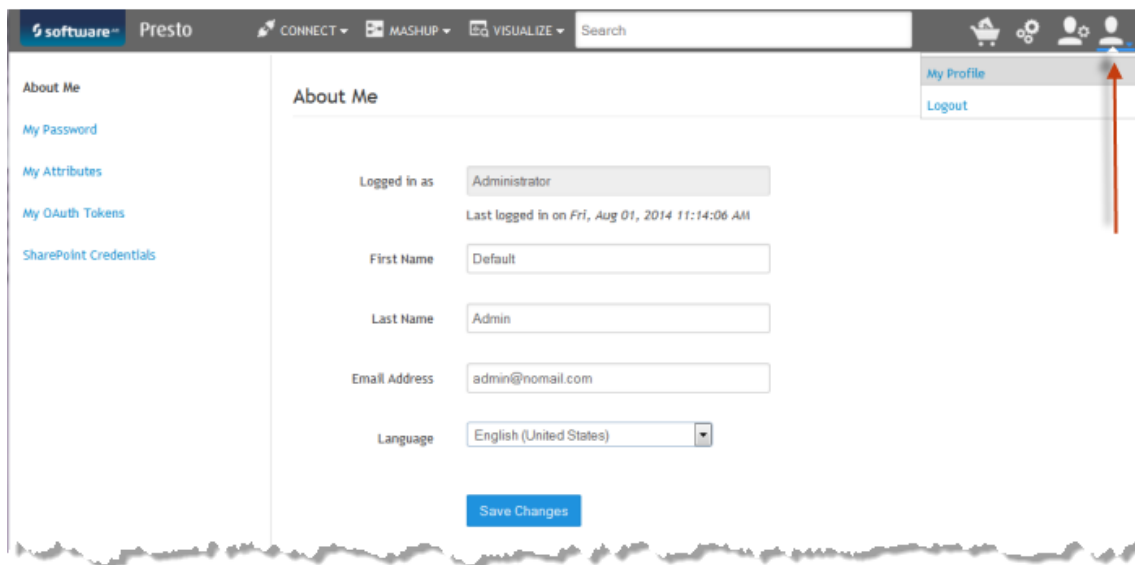 software AG Presto CONNECT MASHUP VISUALIZE Search
My Profile
Logout
About Me
My Password
My Attributes
My OAuth Tokens
SharePoint Credentials
About Me
Logged in as Administrator
Last logged in on Fri, Aug 01, 2014 11:14:06 AM
First Name Default
Last Name Admin
Email Address admin@nomail.com
Language English (United States)
Save Changes